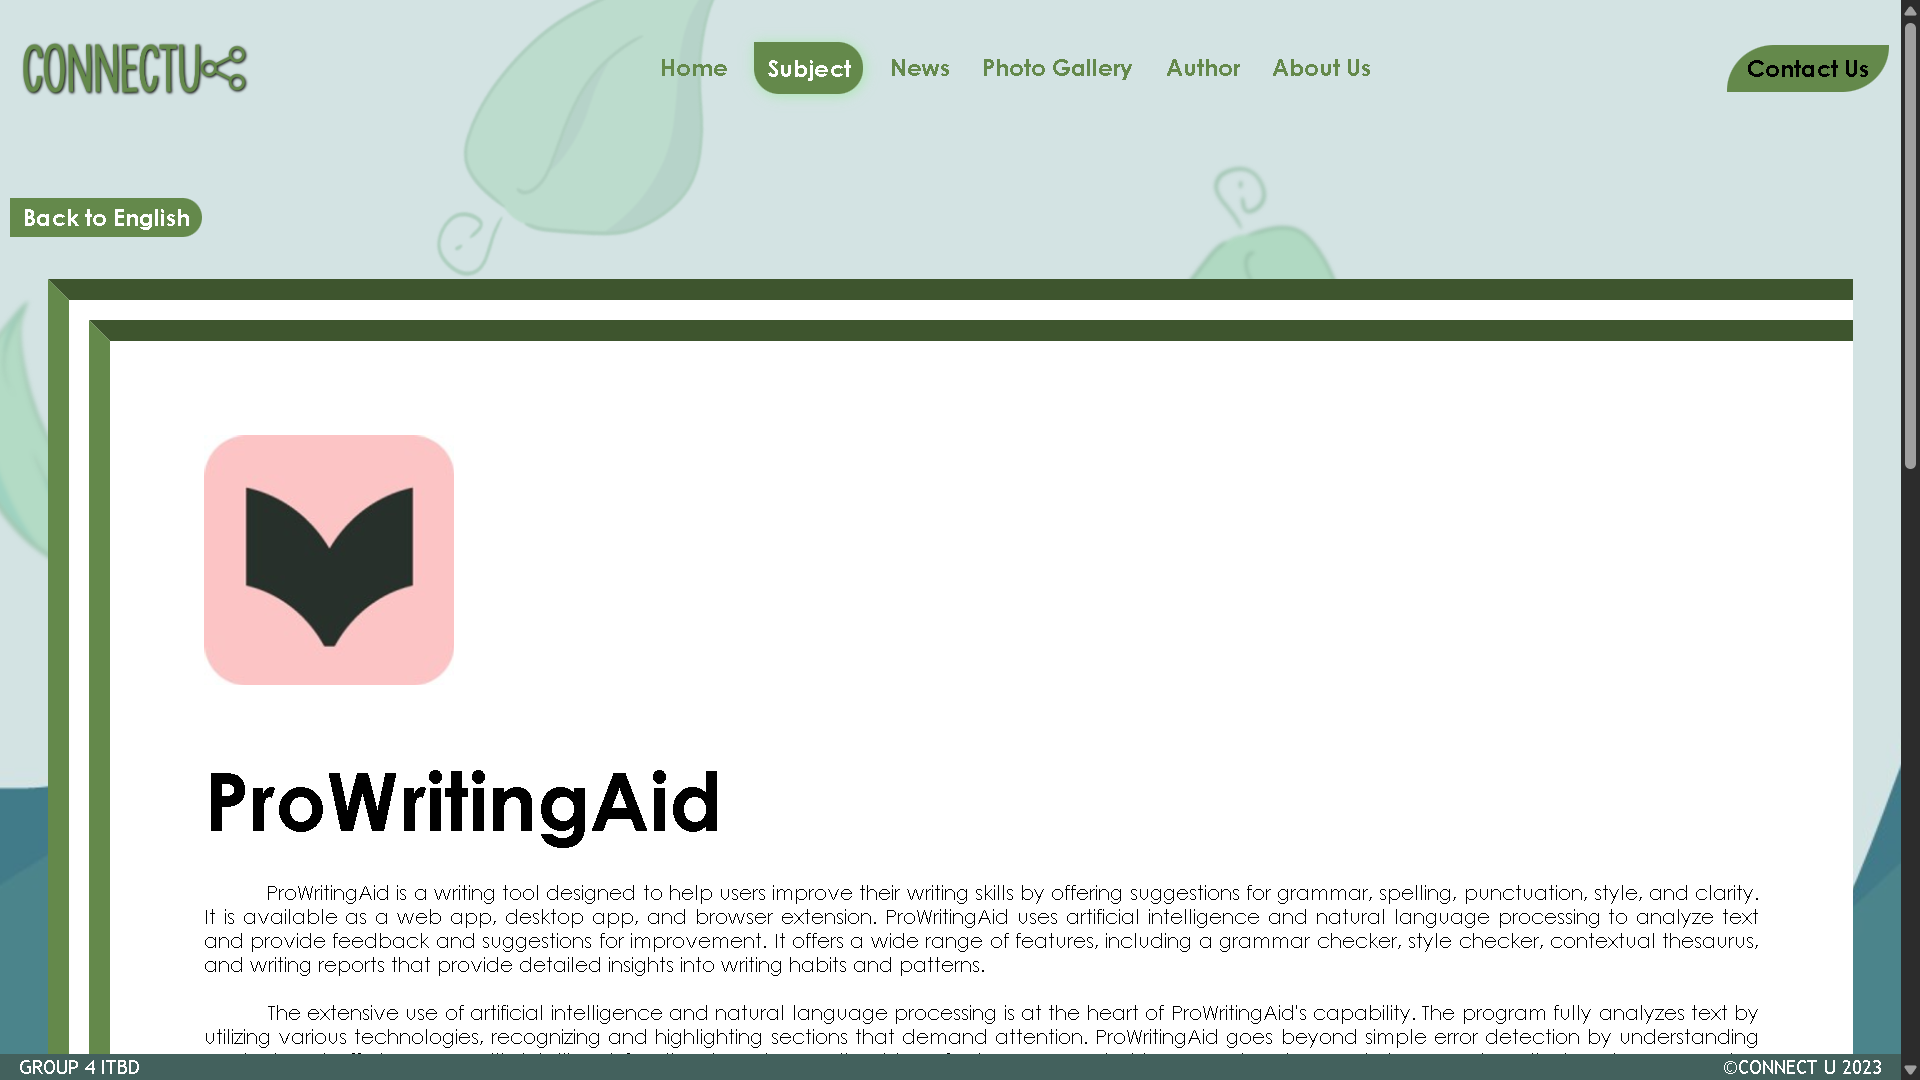 CONNECTU
Home Subject News Photo Gallery Author About Us
Contact Us
Back to English
ProWritingAid
ProWritingAid is a writing tool designed to help users improve their writing skills by offering suggestions for grammar, spelling, punctuation, style, and clarity.
It is available as a web app, desktop app, and browser extension. ProWritingAid uses artificial intelligence and natural language processing to analyze text
and provide feedback and suggestions for improvement. It offers a wide range of features, including a grammar checker, style checker, contextual thesaurus,
and writing reports that provide detailed insights into writing habits and patterns.
The extensive use of artificial intelligence and natural language processing is at the heart of ProWritingAid's capability. The program fully analyzes text by
utilizing various technologies, recognizing and highlighting sections that demand attention. ProWritingAid goes beyond simple error detection by understanding
GROUP 4 ITBD
©CONNECT U 2023